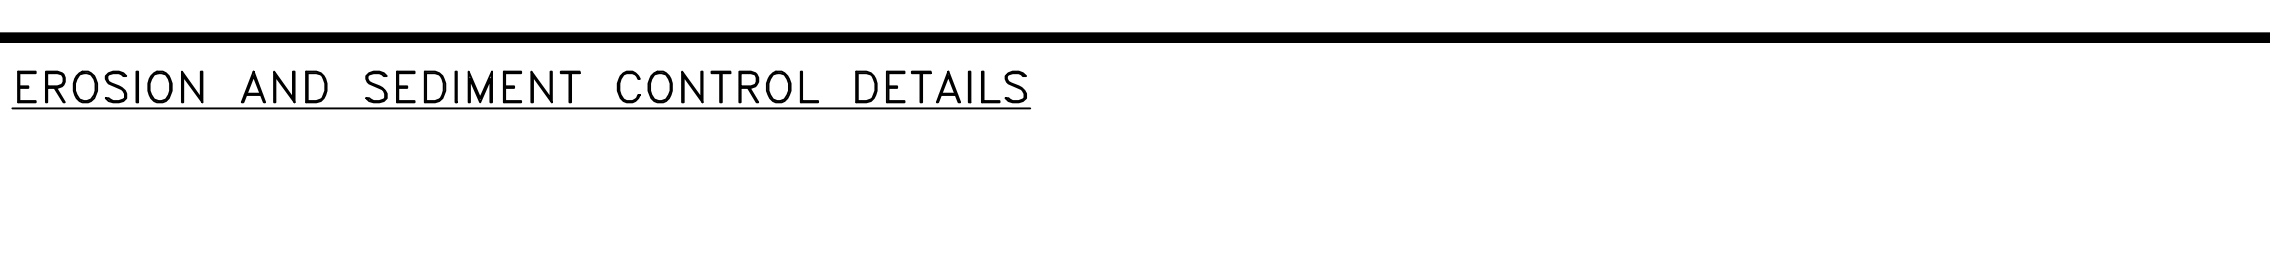 EROSION AND SEDIMENT CONTROL DETAILS